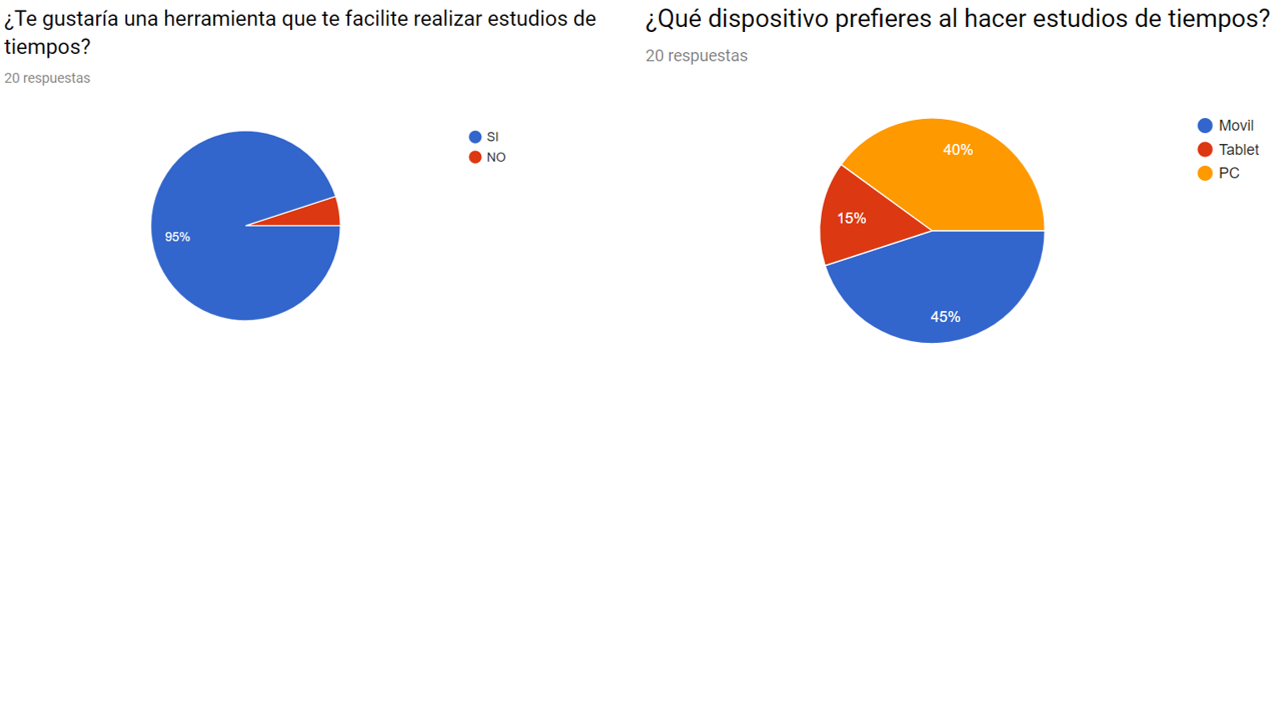 ¿Te gustaría una herramienta que te facilite realizar estudios de
tiempos?
20 respuestas
SI
NO
95%
¿Qué dispositivo prefieres al hacer estudios de tiempos?
20 respuestas
Movil
Tablet
PC
40%
15%
45%